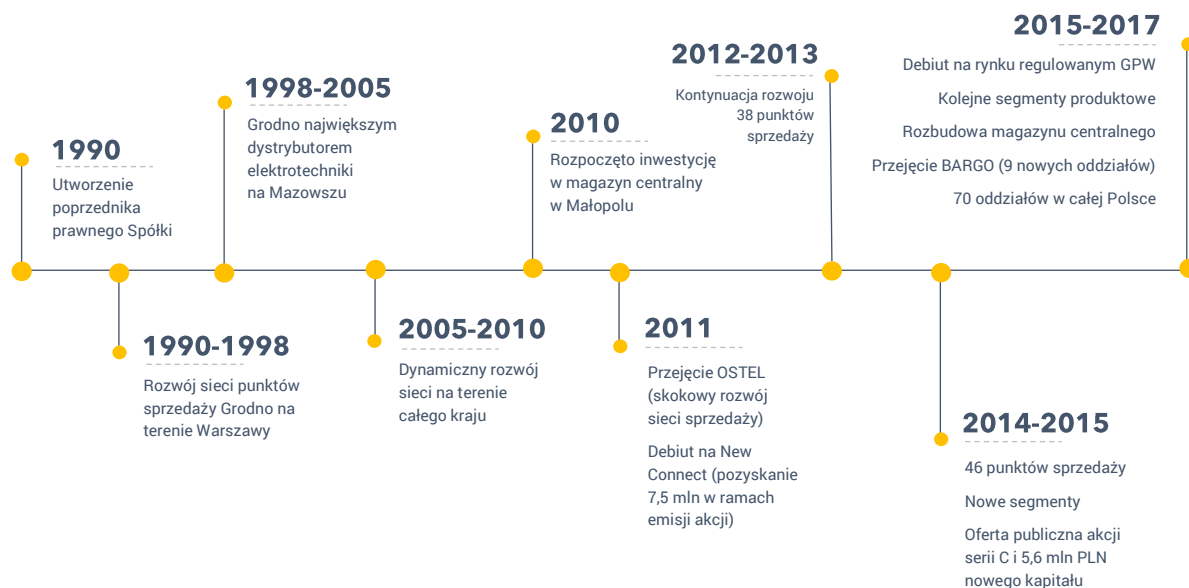 1990
Utworzenie
poprzednika
prawnego Spółki
1990-1998
Rozwój sieci punktów
sprzedaży Grodno na
terenie Warszawy
1998-2005
Grodno największym
dystrybutorem
elektrotechniki
na Mazowszu
2005-2010
Dynamiczny rozwój
sieci na terenie
całego kraju
2010
Rozpoczęto inwestycję
w magazyn centralny
w Małopolu
2011
Przejęcie OSTEL
(skokowy rozwój
sieci sprzedaży)
Debiut na New
Connect (pozyskanie
7,5 mln w ramach
emisji akcji)
2012-2013
Kontynuacja rozwoju
38 punktów
sprzedaży
2014-2015
46 punktów sprzedaży
Nowe segmenty
Oferta publiczna akcji
serii C i 5,6 mln PLN
nowego kapitału
2015-2017
Debiut na rynku regulowanym GPW
Kolejne segmenty produktowe
Rozbudowa magazynu centralnego
Przejęcie BARGO (9 nowych oddziałów)
70 oddziałów w całej Polsce